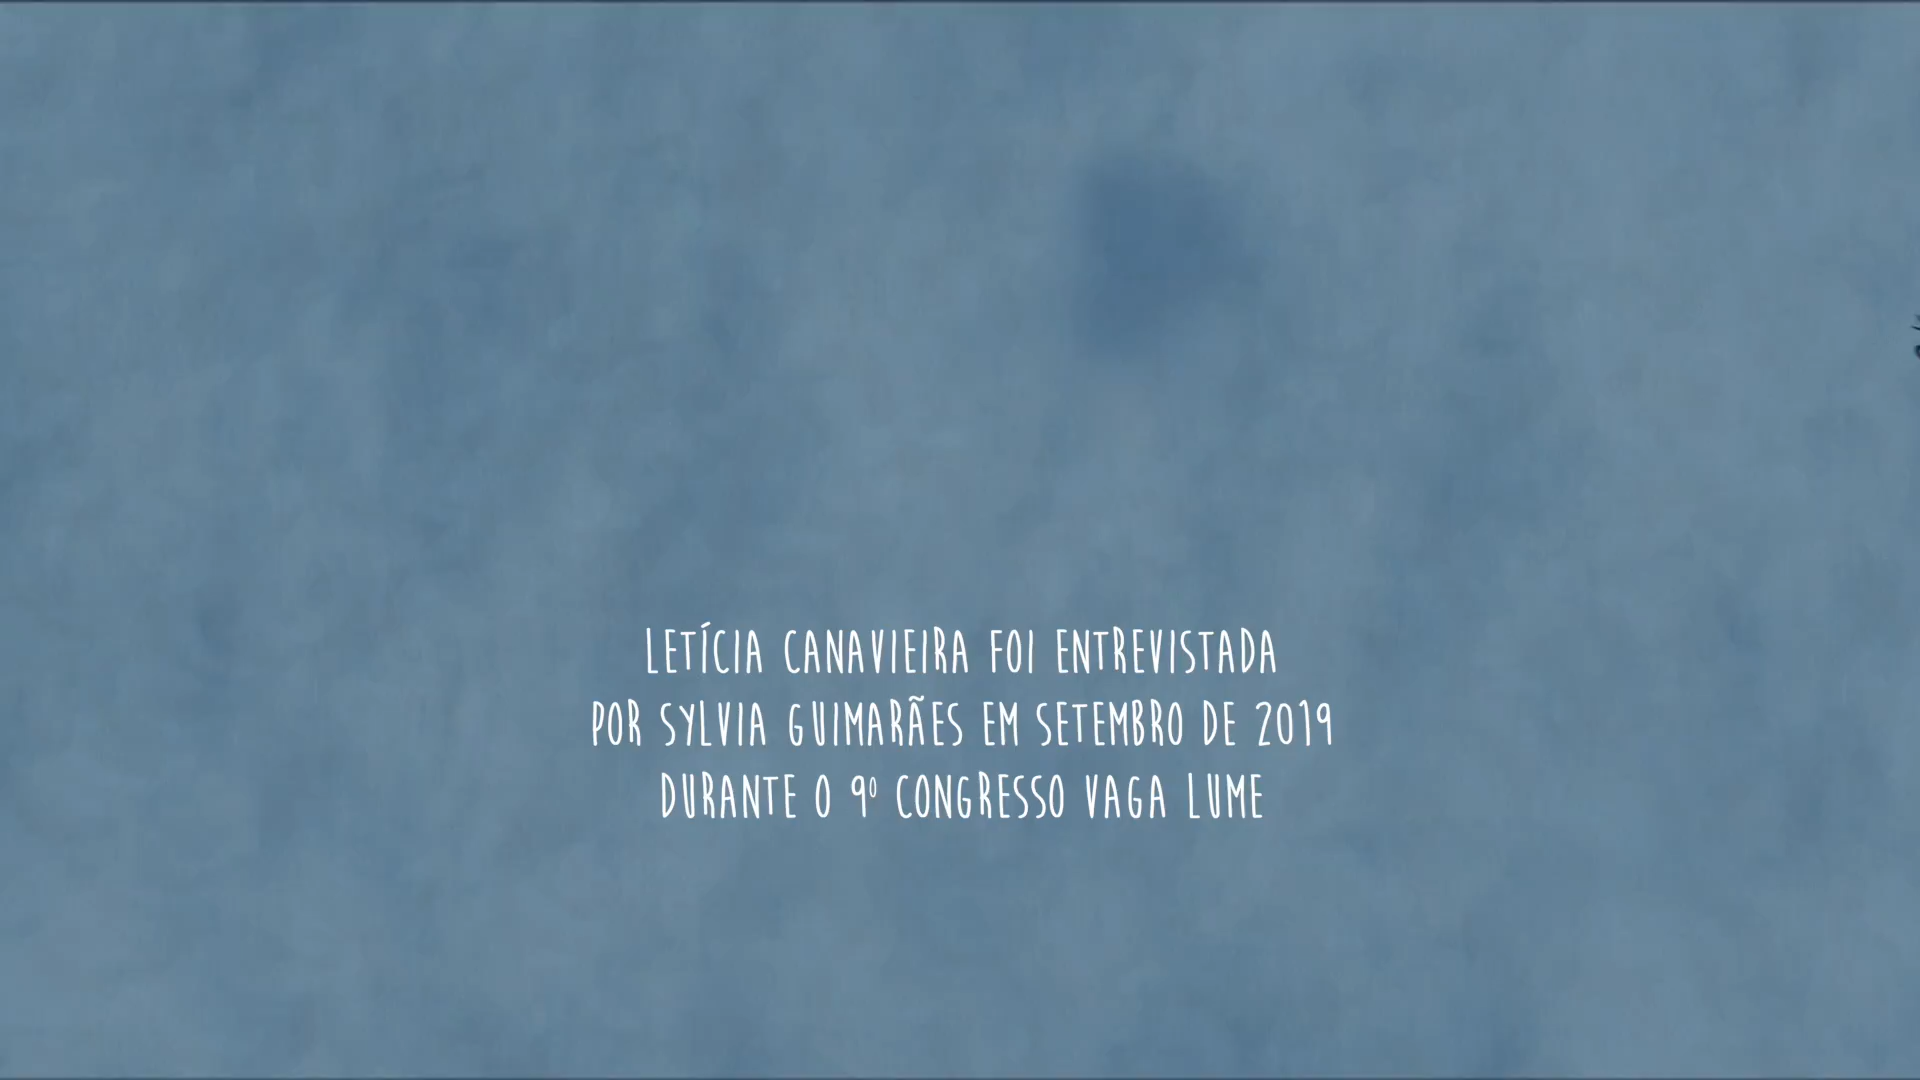 LETÍCIA CANAVIEIRA FOI ENTREVISTADA
POR SYLVIA GUIMARÃES EM SETEMBRO DE 2019
DURANTE O 9º CONGRESSO VAGA LUME